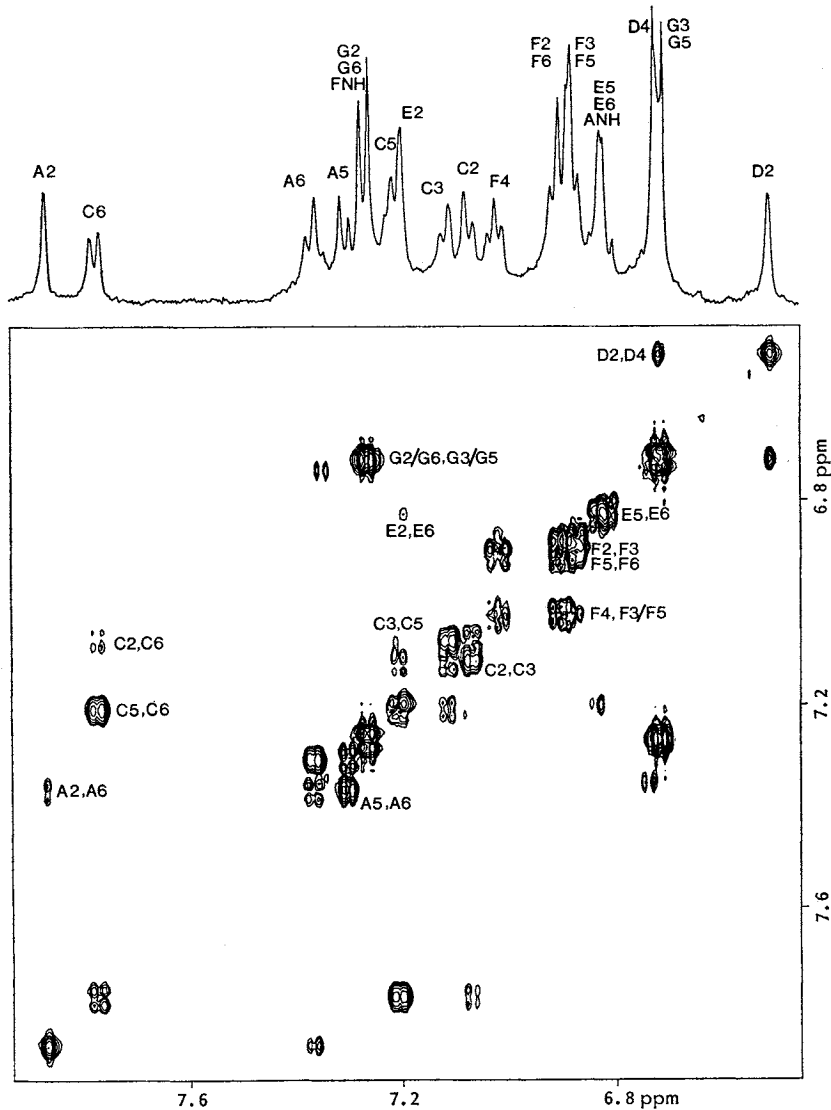 A2
C6
A6
A5
G2
G6
FNH
C5
E2
C3
C2
F4
F2
F6
F3
F5
E5
E6
ANH
D4
G3
G5
D2
D2,D4
G2/G6,G3/G5
E2,E6
E5,E6
F2,F3
F5,F6
F4,F3/F5
C3,C5
C2,C6
C2,C3
C5,C6
A2,A6
A5,A6
6.8 ppm
7.2
7.6
7.6
7.2
6.8 ppm